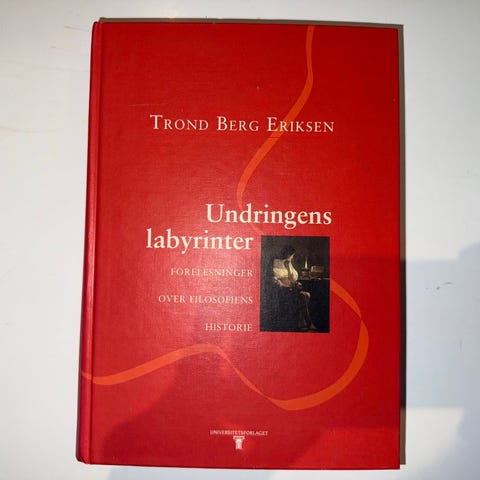 TROND BERG ERIKSEN
Undringens
labyrinter
FORELESNINGER
OVER FILOSOFIENS
HISTORIE
UNIVERSITETSFORLAGET